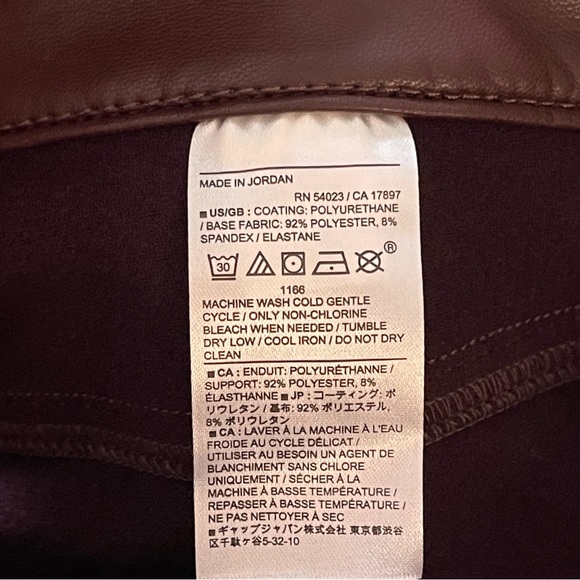 MADE IN JORDAN
RN 54023 / CA 17897
■ US/GB : COATING: POLYURETHANE
/ BASE FABRIC: 92% POLYESTER, 8%
SPANDEX / ELASTANE
30 ®
1166
MACHINE WASH COLD GENTLE
CYCLE / ONLY NON-CHLORINE
BLEACH WHEN NEEDED / TUMBLE
DRY LOW / COOL IRON / DO NOT DRY
CLEAN
■ CA : ENDUIT: POLYURÉTHANNE /
SUPPORT: 92% POLYESTER, 8%
ÉLASTHANNE ■ JP : コーティング: ポ
リウレタン / 基布: 92% ポリエステル,
8% ポリウレタン
■ CA : LAVER À LA MACHINE À L'EAU
FROIDE AU CYCLE DÉLICAT /
UTILISER AU BESOIN UN AGENT DE
BLANCHIMENT SANS CHLORE
UNIQUEMENT / SÉCHER À LA
MACHINE À BASSE TEMPÉRATURE /
REPASSER À BASSE TEMPÉRATURE /
NE PAS NETTOYER À SEC
■ ギャップジャパン株式会社 東京都渋谷
区千駄ヶ谷5-32-10